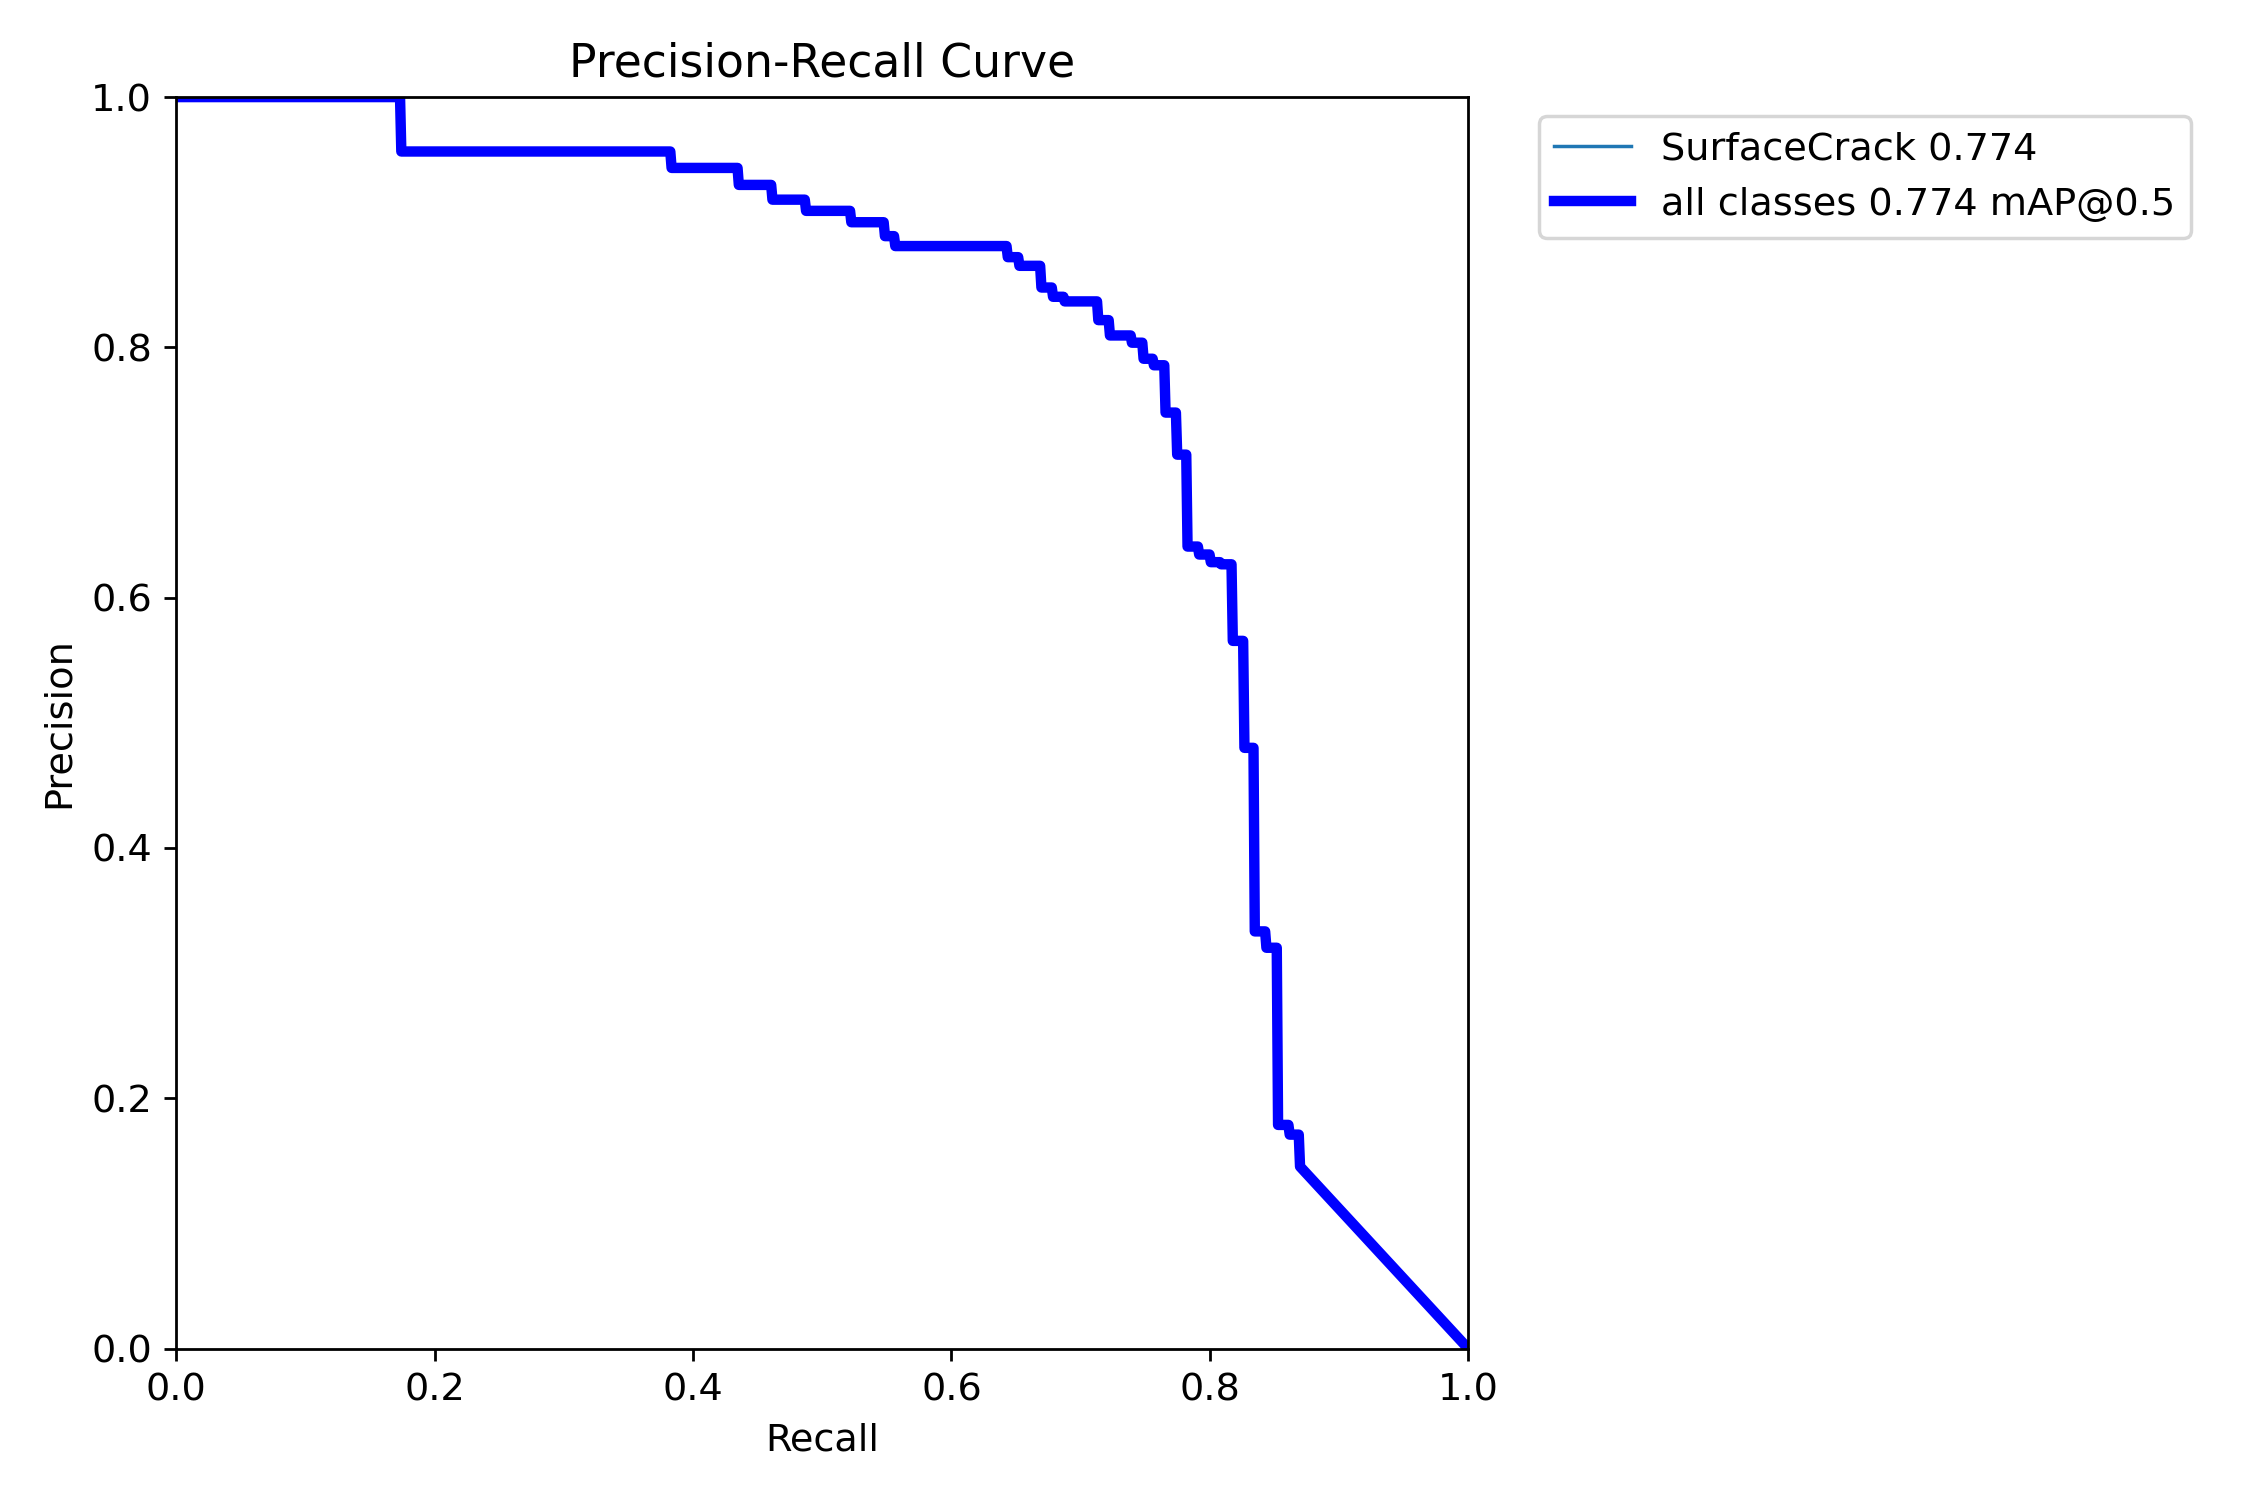 Precision-Recall Curve
1.0
0.8
0.6
0.4
0.2
0.0
Precision
0.0 0.2 0.4 0.6 0.8 1.0
Recall
SurfaceCrack 0.774
all classes 0.774 mAP@0.5